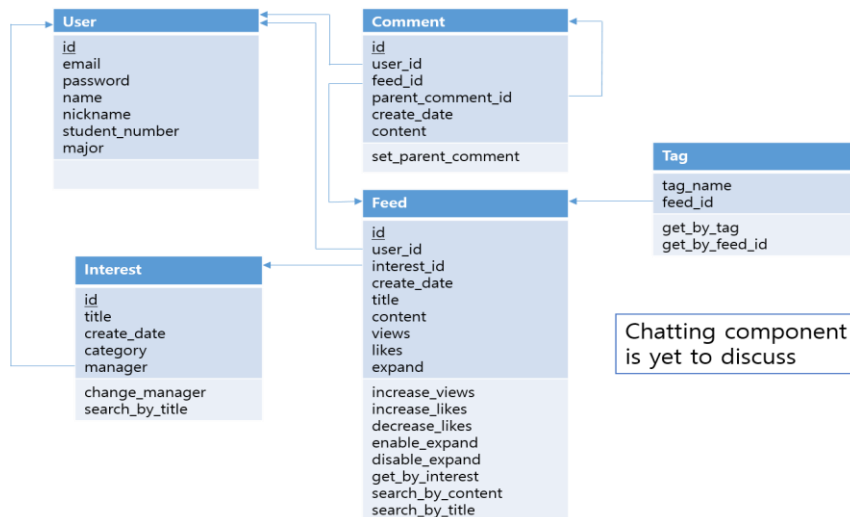 User
id
email
password
name
nickname
student_number
major
Comment
id
user_id
feed_id
parent_comment_id
create_date
content
set_parent_comment
Tag
tag_name
feed_id
get_by_tag
get_by_feed_id
Feed
id
user_id
interest_id
create_date
title
content
views
likes
expand
increase_views
increase_likes
decrease_likes
enable_expand
disable_expand
get_by_interest
search_by_content
search_by_title
Interest
id
title
create_date
category
manager
change_manager
search_by_title
Chatting component
is yet to discuss